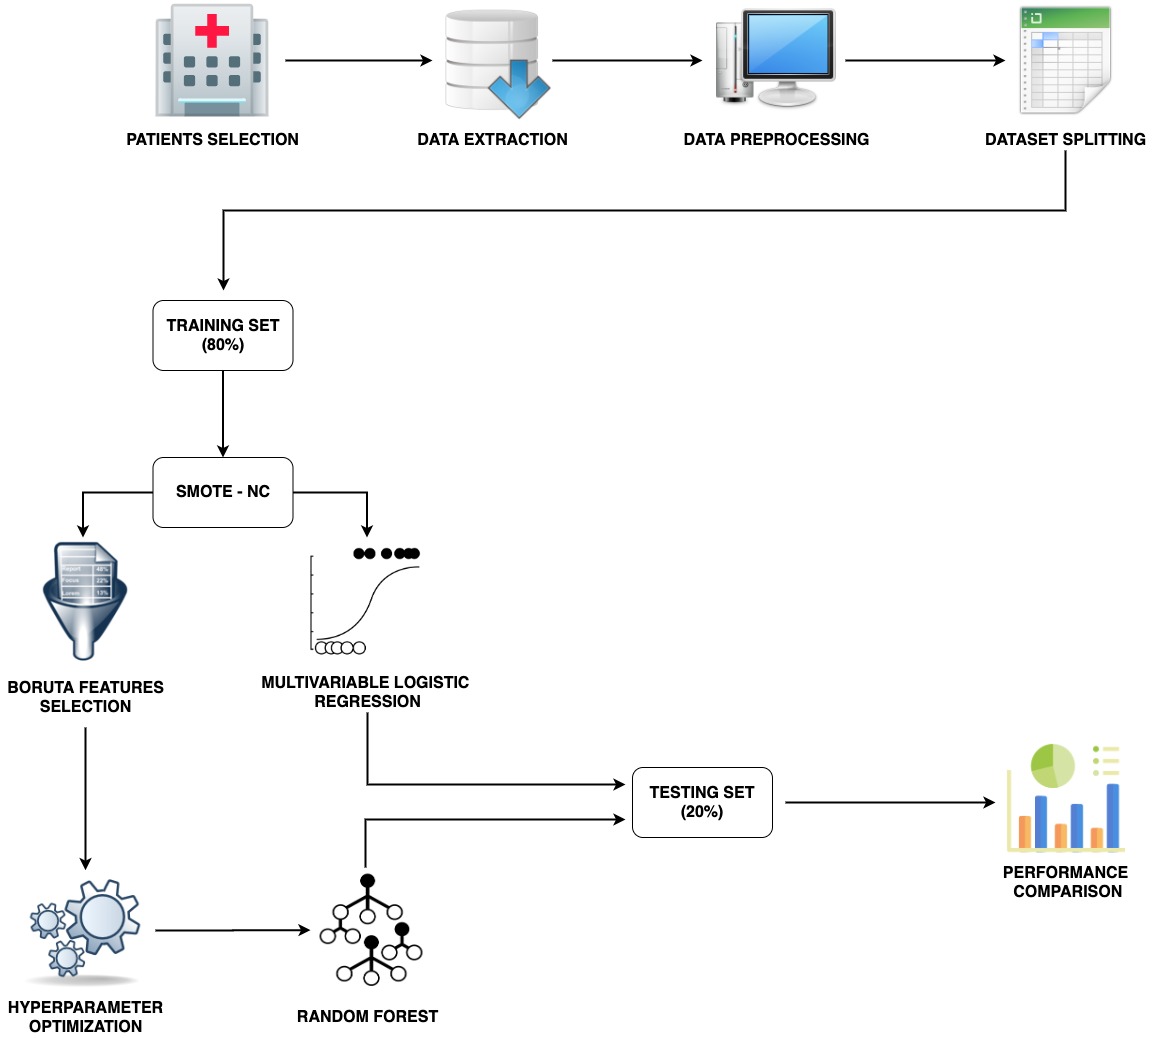 PATIENTS SELECTION
DATA EXTRACTION
DATA PREPROCESSING
DATASET SPLITTING
TRAINING SET
(80%)
SMOTE - NC
Report 48%
Focus 22%
Lorem 13%
BORUTA FEATURES
SELECTION
MULTIVARIABLE LOGISTIC
REGRESSION
TESTING SET
(20%)
PERFORMANCE
COMPARISON
HYPERPARAMETER
OPTIMIZATION
RANDOM FOREST